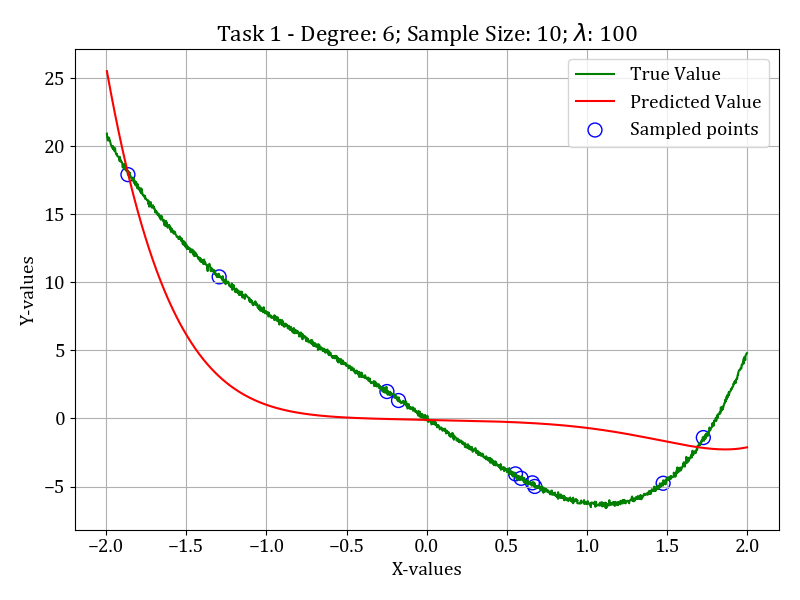 Task 1 - Degree: 6; Sample Size: 10; λ: 100
True Value
Predicted Value
Sampled points
Y-values
25
20
15
10
5
0
−5
−2.0 −1.5 −1.0 −0.5 0.0 0.5 1.0 1.5 2.0
X-values